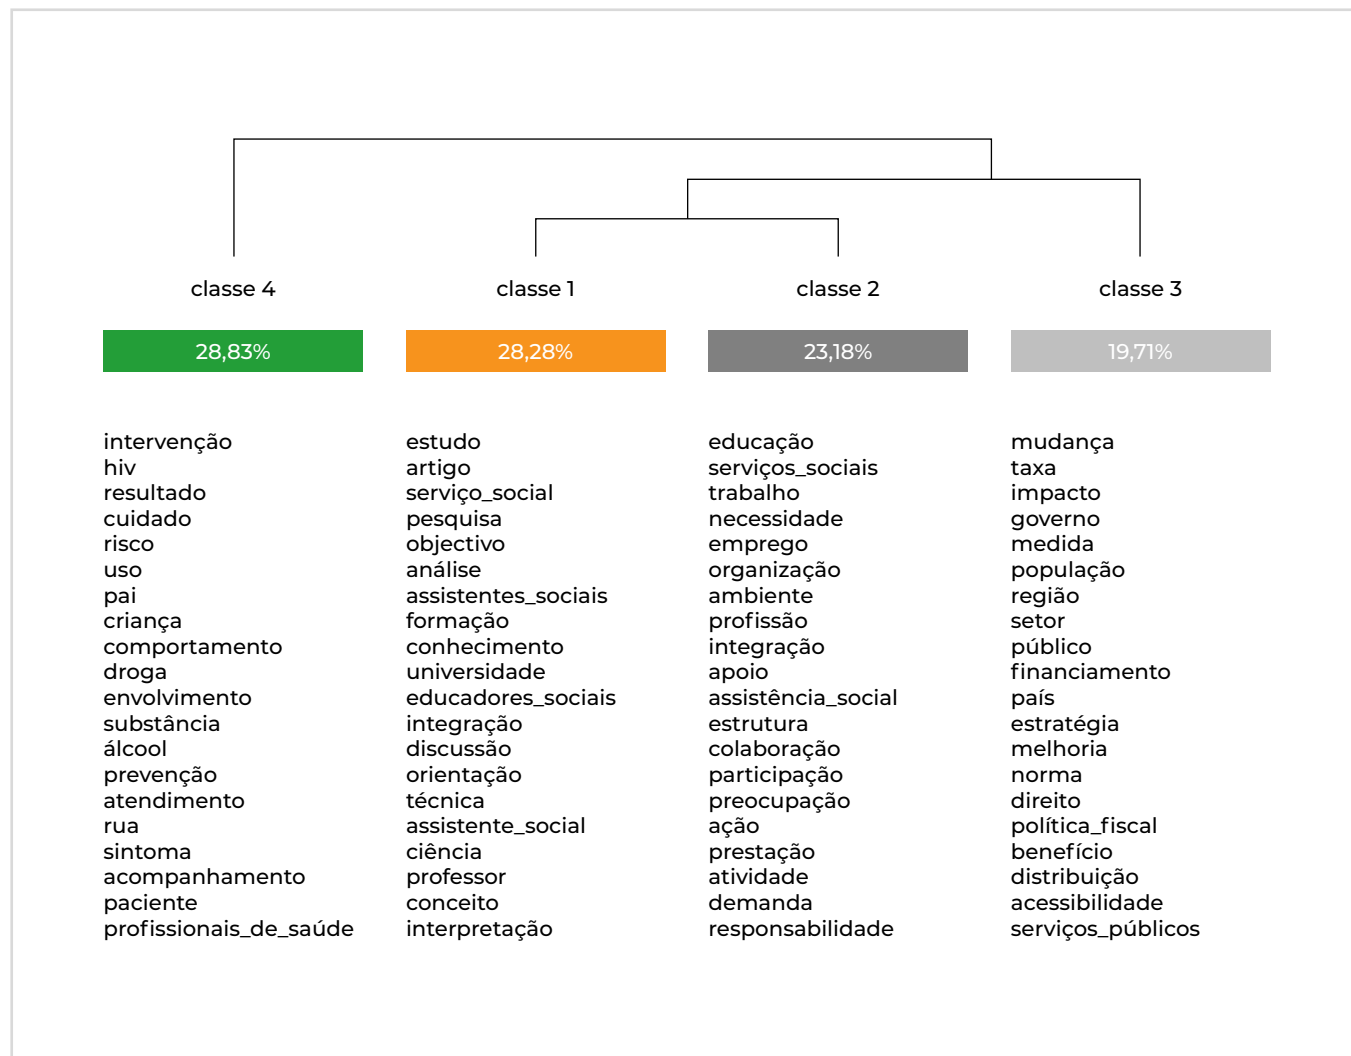 classe 4
28,83%
intervenção
hiv
resultado
cuidado
risco
uso
pai
criança
comportamento
droga
envolvimento
substância
álcool
prevenção
atendimento
rua
sintoma
acompanhamento
paciente
profissionais_de_saúde
classe 1
28,28%
estudo
artigo
serviço_social
pesquisa
objectivo
análise
assistentes_sociais
formação
conhecimento
universidade
educadores_sociais
integração
discussão
orientação
técnica
assistente_social
ciência
professor
conceito
interpretação
classe 2
23,18%
educação
serviços_sociais
trabalho
necessidade
emprego
organização
ambiente
profissão
integração
apoio
assistência_social
estrutura
colaboração
participação
preocupação
ação
prestação
atividade
demanda
responsabilidade
classe 3
19,71%
mudança
taxa
impacto
governo
medida
população
região
setor
público
financiamento
país
estratégia
melhoria
norma
direito
política_fiscal
benefício
distribuição
acessibilidade
serviços_públicos